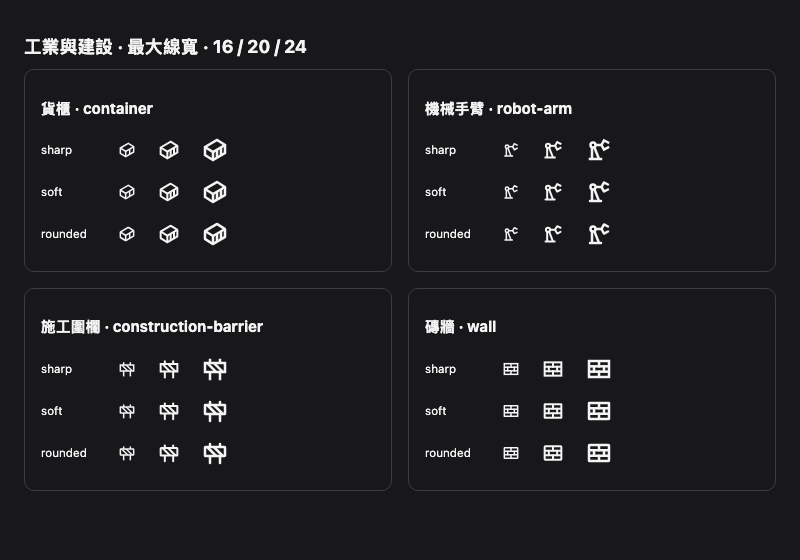 工業與建設 · 最大線寬 · 16 / 20 / 24
貨櫃 · container
sharp
soft
rounded
機械手臂 · robot-arm
sharp
soft
rounded
施工圍欄 · construction-barrier
sharp
soft
rounded
磚牆 · wall
sharp
soft
rounded